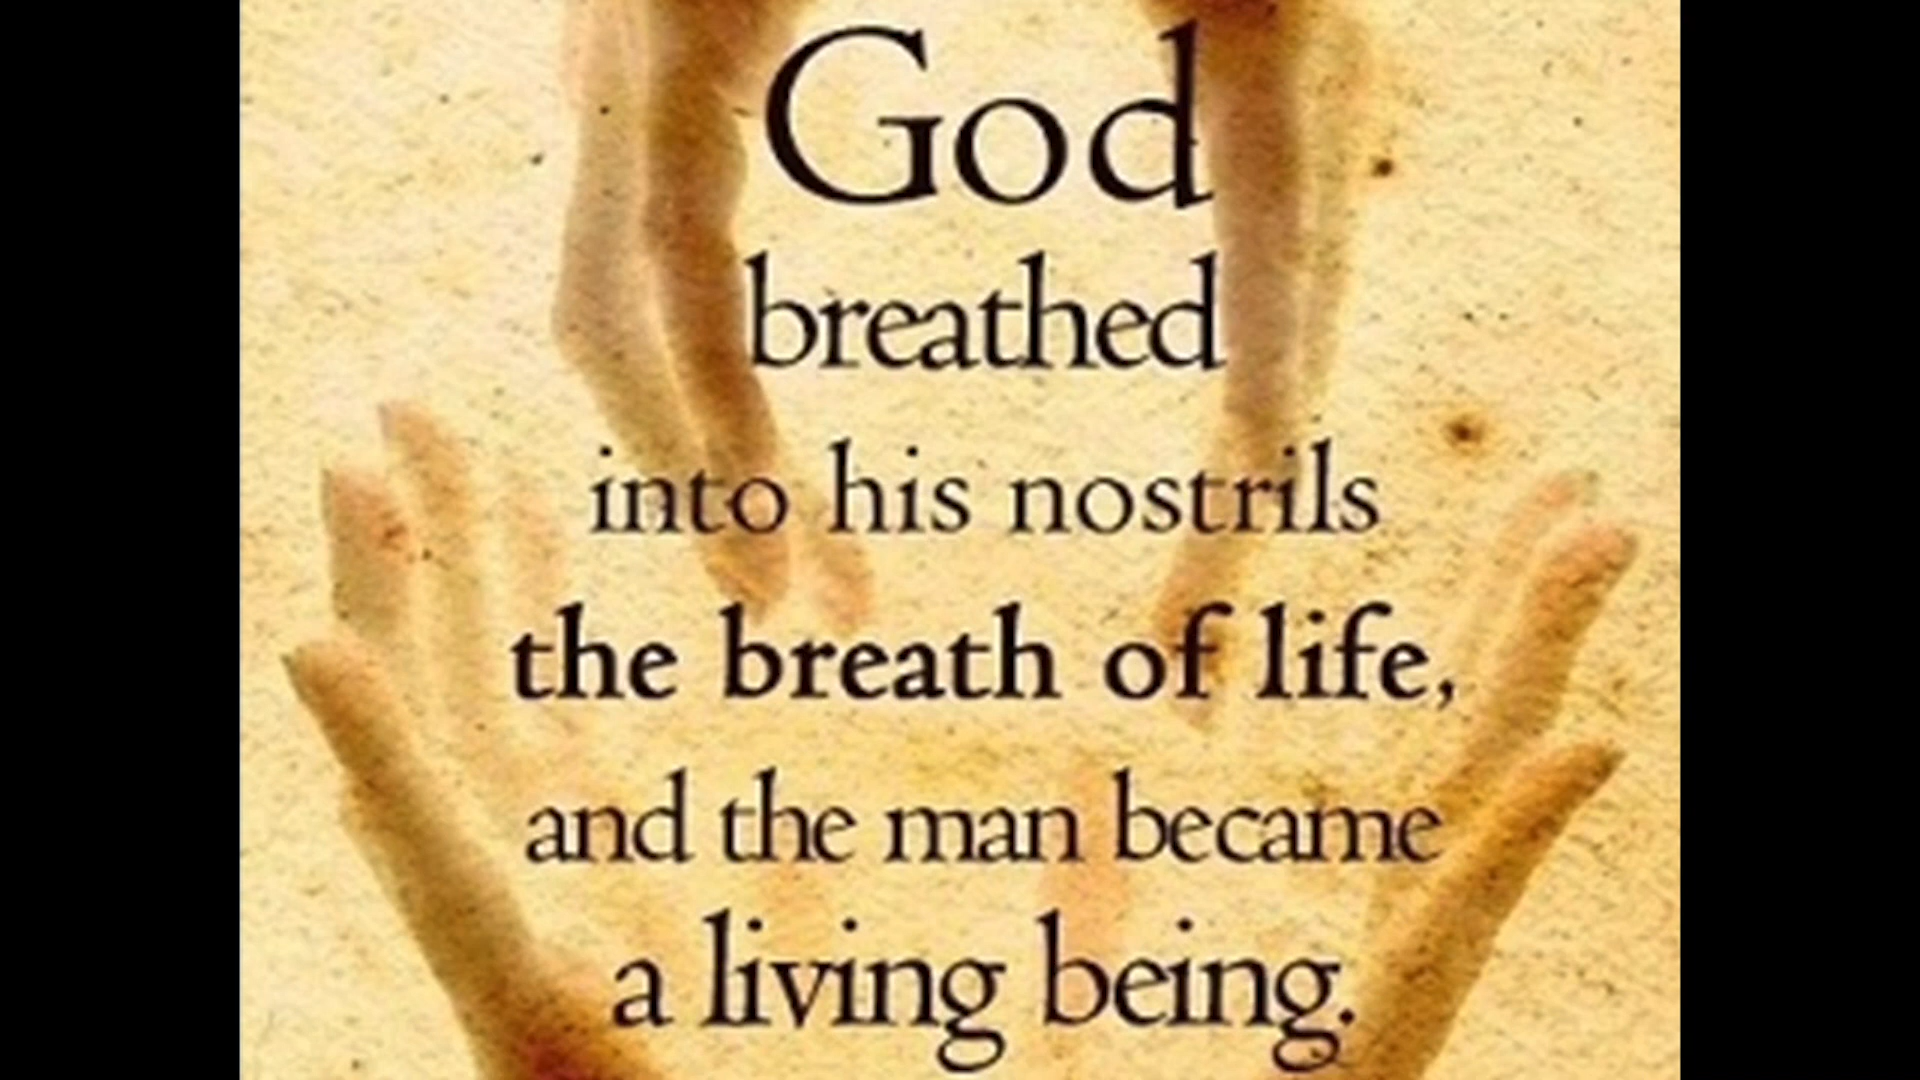 God
breathed
into his nostrils
the breath of life,
and the man became
a living being.